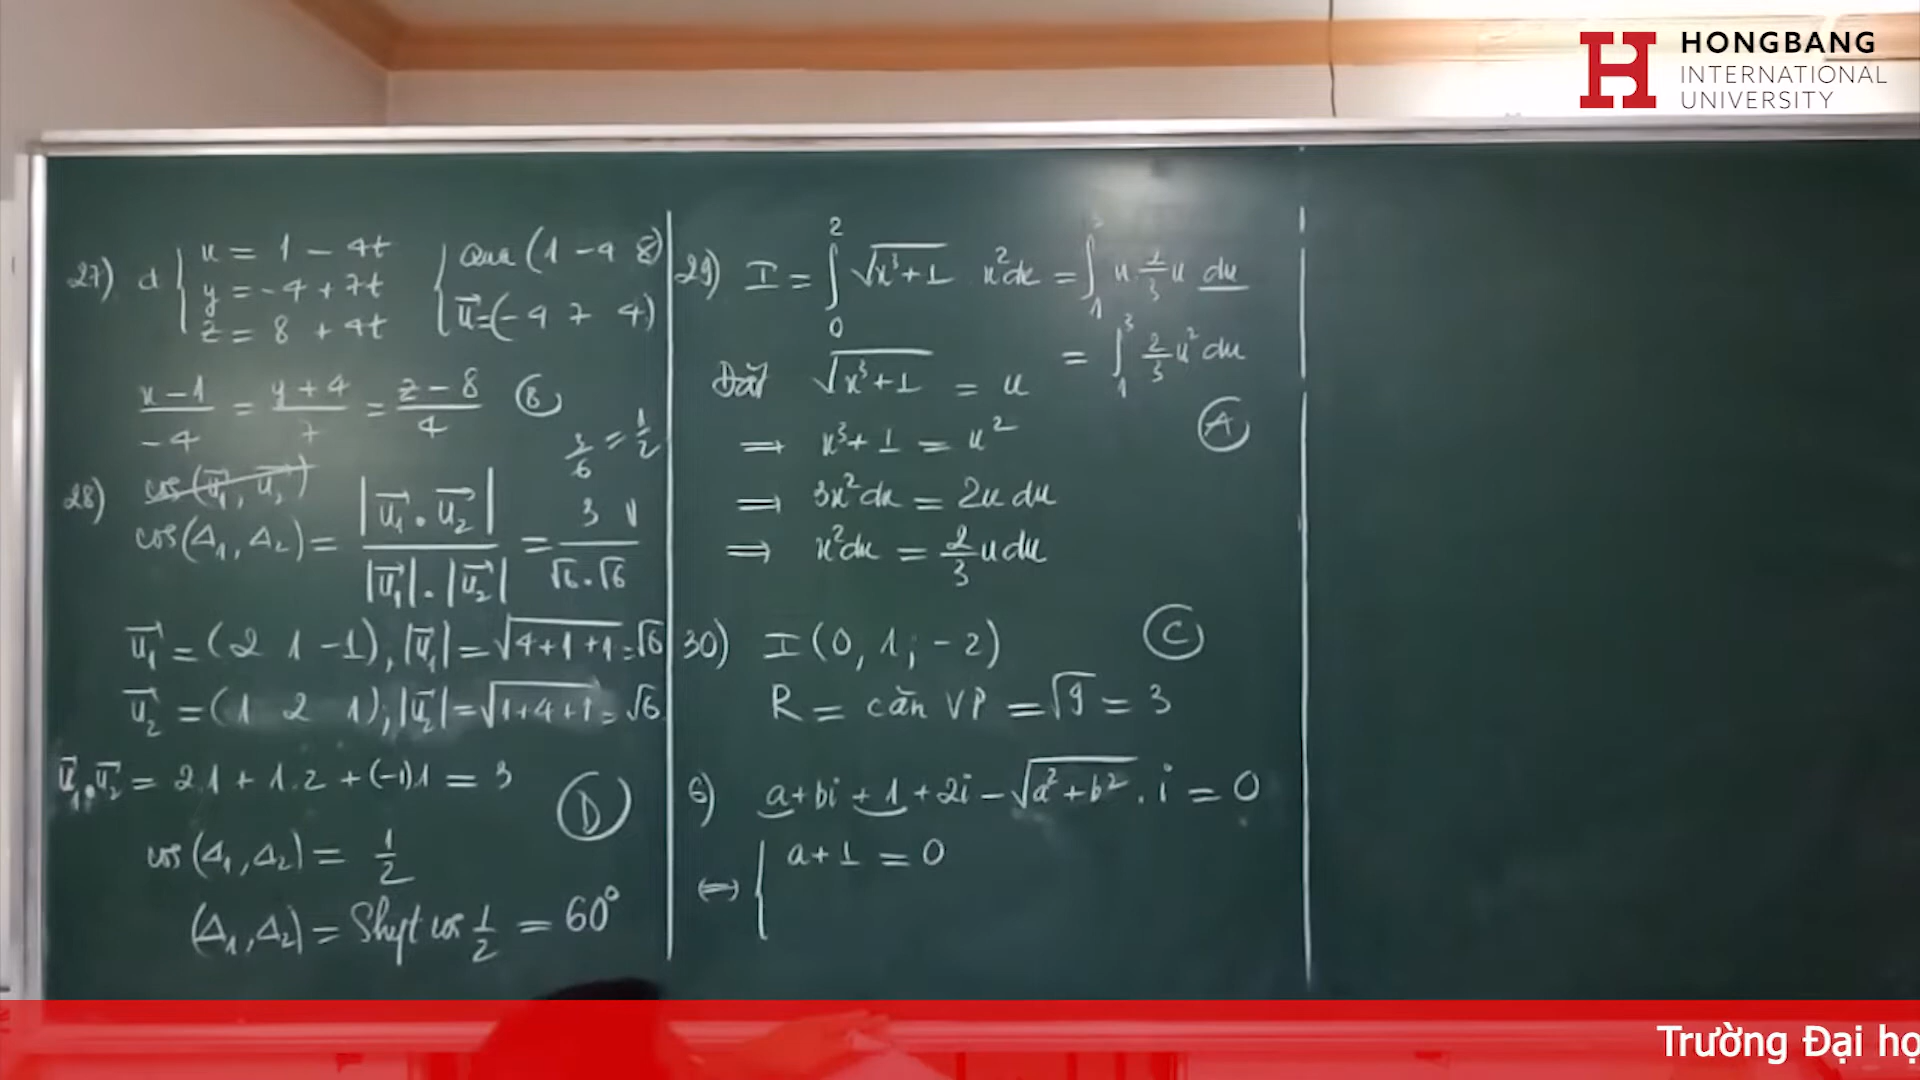 HONGBANG
INTERNATIONAL
UNIVERSITY
27) d { x = 1 - 4t
y = -4 + 7t
z = 8 + 4t
{ Qua (1 -4 8)
u⃗ = (-4 7 4)
(x-1)/(-4) = (y+4)/7 = (z-8)/4 (B)
3/6 = 1/2
28) cos(u⃗₁, u⃗₂)
cos(Δ₁, Δ₂) = |u⃗₁ . u⃗₂| / (|u⃗₁| . |u⃗₂|) = 3 / (√6 . √6)
u⃗₁ = (2 1 -1), |u⃗₁| = √(4+1+1) = √6
u⃗₂ = (1 2 1), |u⃗₂| = √(1+4+1) = √6
u⃗₁.u⃗₂ = 2.1 + 1.2 + (-1).1 = 3
(D)
cos(Δ₁, Δ₂) = 1/2
(Δ₁, Δ₂) = Shift cos 1/2 = 60°
29) I = ∫₀² √(x³+1) x²dx = ∫₁³ u. 2/3 u du
= ∫₁³ 2/3 u² du
Đặt √(x³+1) = u
(A)
⟹ x³ + 1 = u²
⟹ 3x²dx = 2u du
⟹ x²dx = 2/3 u du
30) I(0, 1; -2) (C)
R = căn VP = √9 = 3
6) a + bi + 1 + 2i - √(a²+b²) . i = 0
⟺ { a + 1 = 0
Trường Đại họ